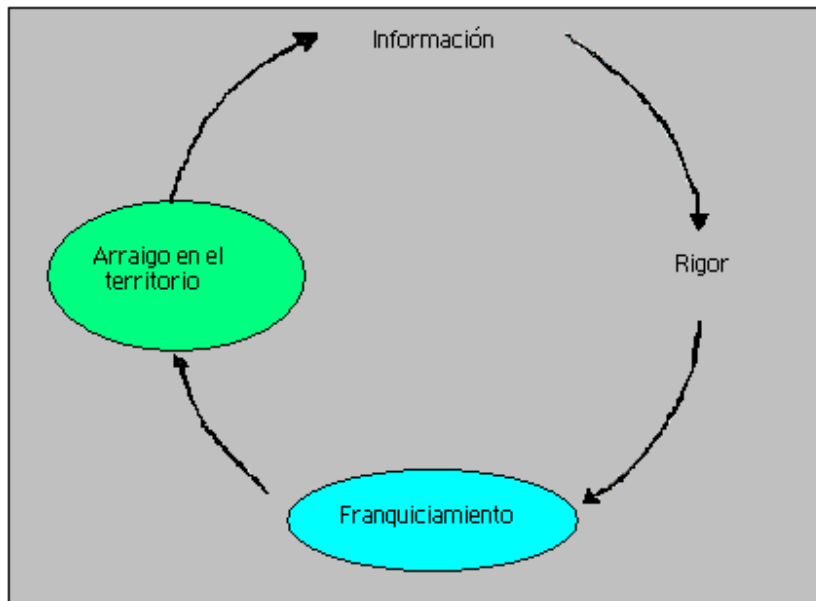 Información
Rigor
Franquiciamiento
Arraigo en el
territorio